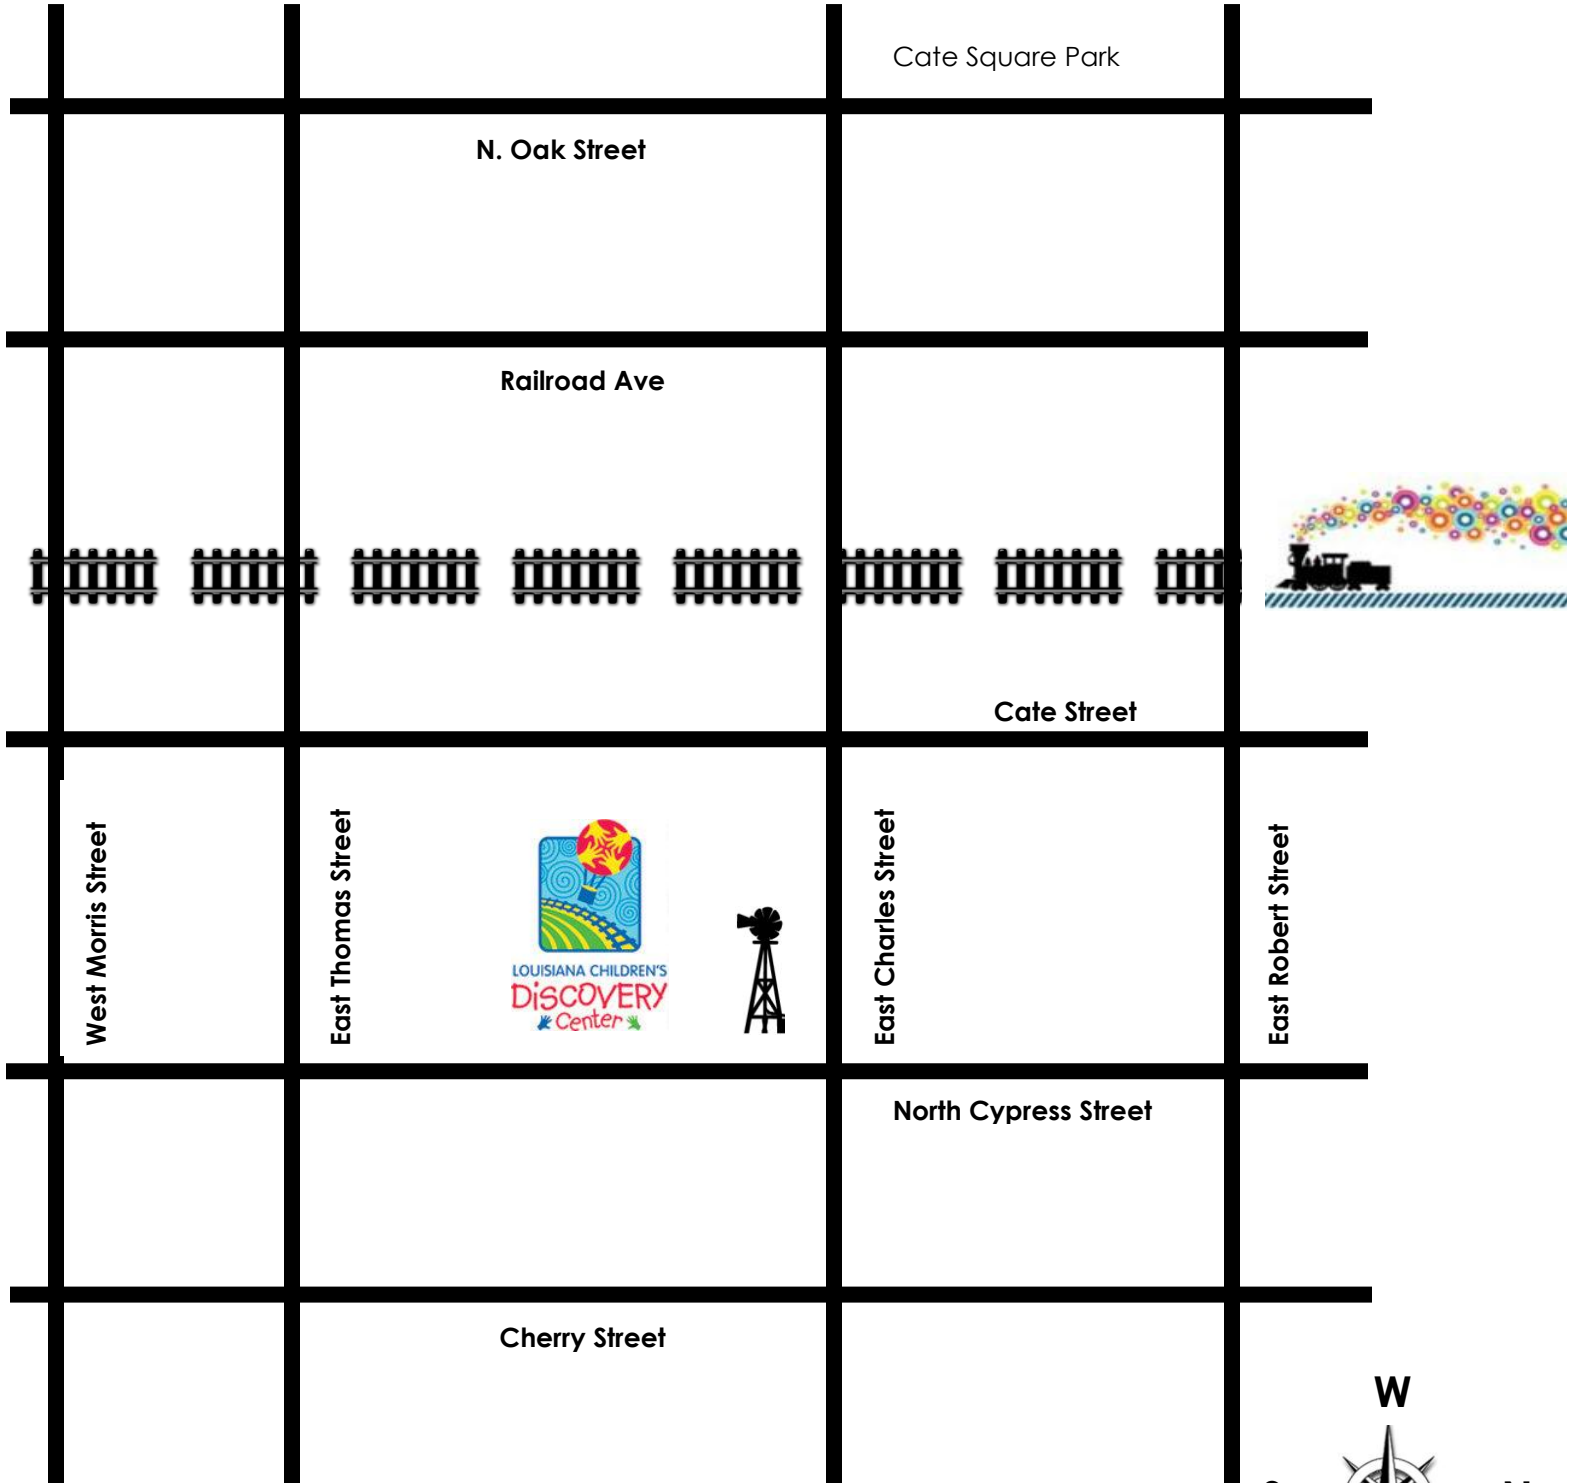 Cate Square Park
N. Oak Street
Railroad Ave
Cate Street
West Morris Street
East Thomas Street
LOUISIANA CHILDREN'S
DiSCOVERY
Center
East Charles Street
East Robert Street
North Cypress Street
Cherry Street
W